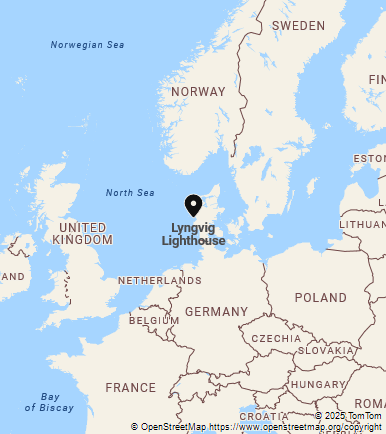 SWEDEN
Norwegian Sea
NORWAY
FIN
ESTON
North Sea
L
LITHUAN
Lyngvig
Lighthouse
UNITED
KINGDOM
AND
NETHERLANDS
POLAND
GERMANY
BELGIUM
CZECHIA
SLOVAKIA
FRANCE
HUNGARY
Bay
of Biscay
ROMA
CROATIA
© 2025 TomTom
© OpenStreetMap https://www.openstreetmap.org/copyright